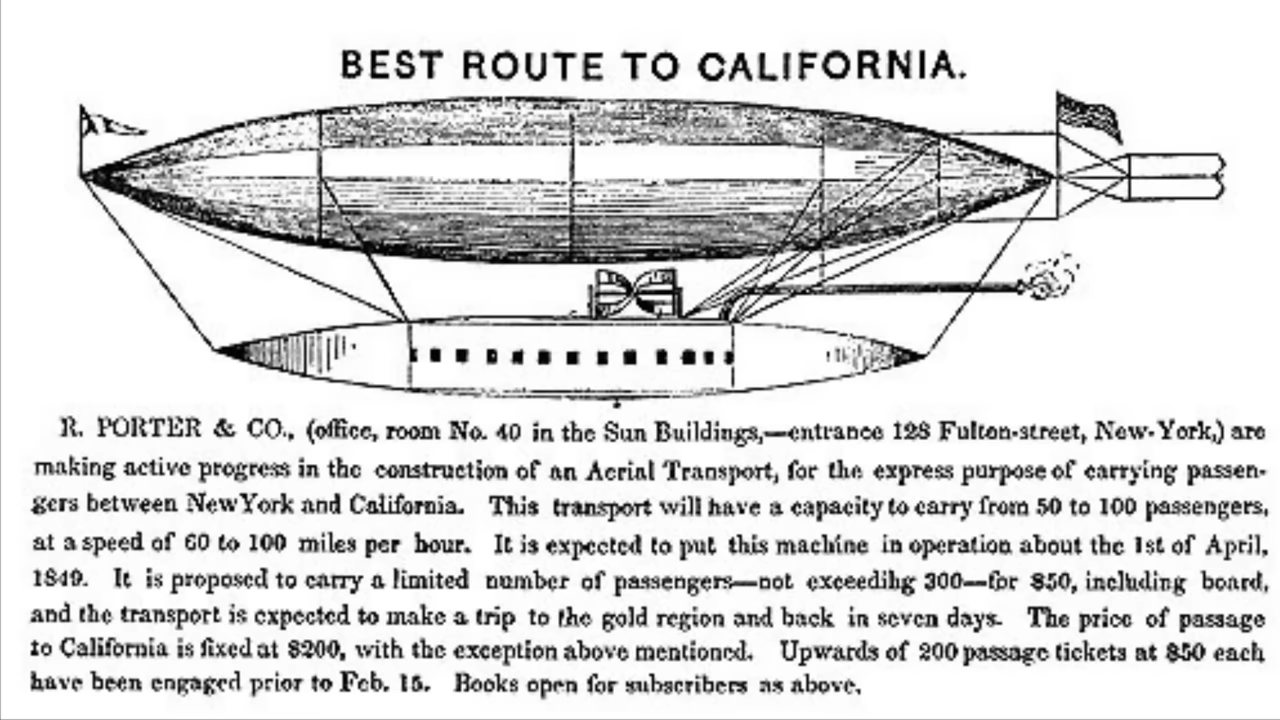 BEST ROUTE TO CALIFORNIA.
R. PORTER & CO., (office, room No. 40 in the Sun Buildings,—entrance 128 Fulton-street, New-York,) are
making active progress in the construction of an Aerial Transport, for the express purpose of carrying passen-
gers between New York and California. This transport will have a capacity to carry from 50 to 100 passengers,
at a speed of 60 to 100 miles per hour. It is expected to put this machine in operation about the 1st of April,
1849. It is proposed to carry a limited number of passengers—not exceedihg 300—for $50, including board,
and the transport is expected to make a trip to the gold region and back in seven days. The price of passage
to California is fixed at $200, with the exception above mentioned. Upwards of 200 passage tickets at $50 each
have been engaged prior to Feb. 15. Books open for subscribers as above.